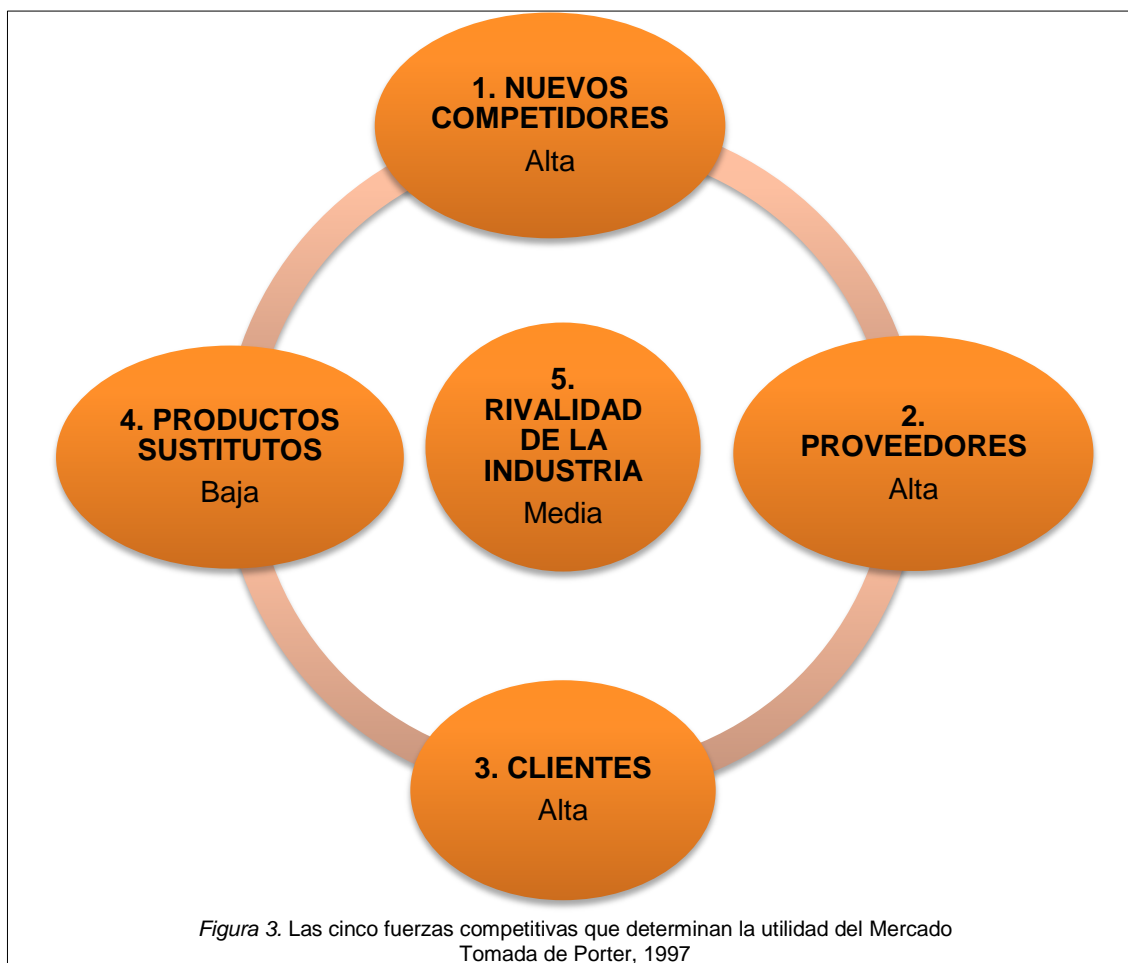 1. NUEVOS
COMPETIDORES
Alta
2.
PROVEEDORES
Alta
3. CLIENTES
Alta
4. PRODUCTOS
SUSTITUTOS
Baja
5.
RIVALIDAD
DE LA
INDUSTRIA
Media
Figura 3. Las cinco fuerzas competitivas que determinan la utilidad del Mercado
Tomada de Porter, 1997